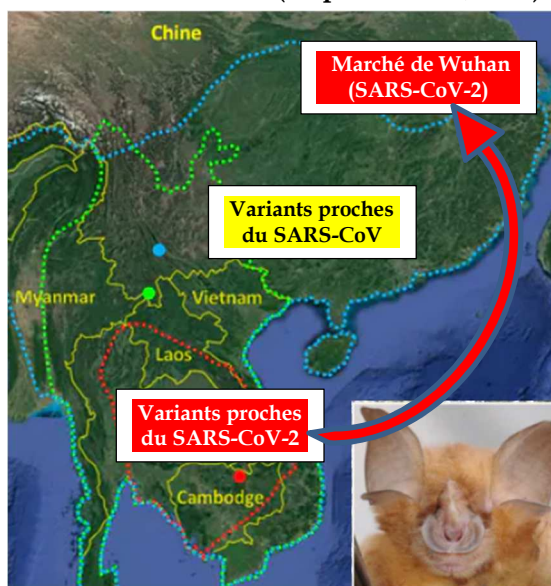 Chine
Marché de Wuhan
(SARS-CoV-2)
Variants proches
du SARS-CoV
Myanmar
Vietnam
Laos
Variants proches
du SARS-CoV-2
Cambodge